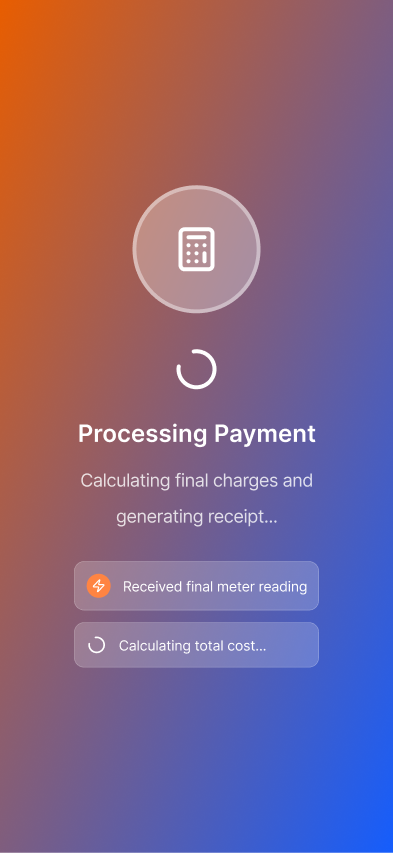 Processing Payment
Calculating final charges and
generating receipt...
Received final meter reading
Calculating total cost...